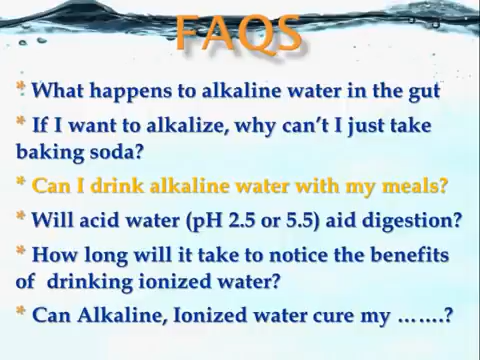 FAQS
* What happens to alkaline water in the gut
* If I want to alkalize, why can't I just take
baking soda?
* Can I drink alkaline water with my meals?
* Will acid water (pH 2.5 or 5.5) aid digestion?
* How long will it take to notice the benefits
of drinking ionized water?
* Can Alkaline, Ionized water cure my …….?